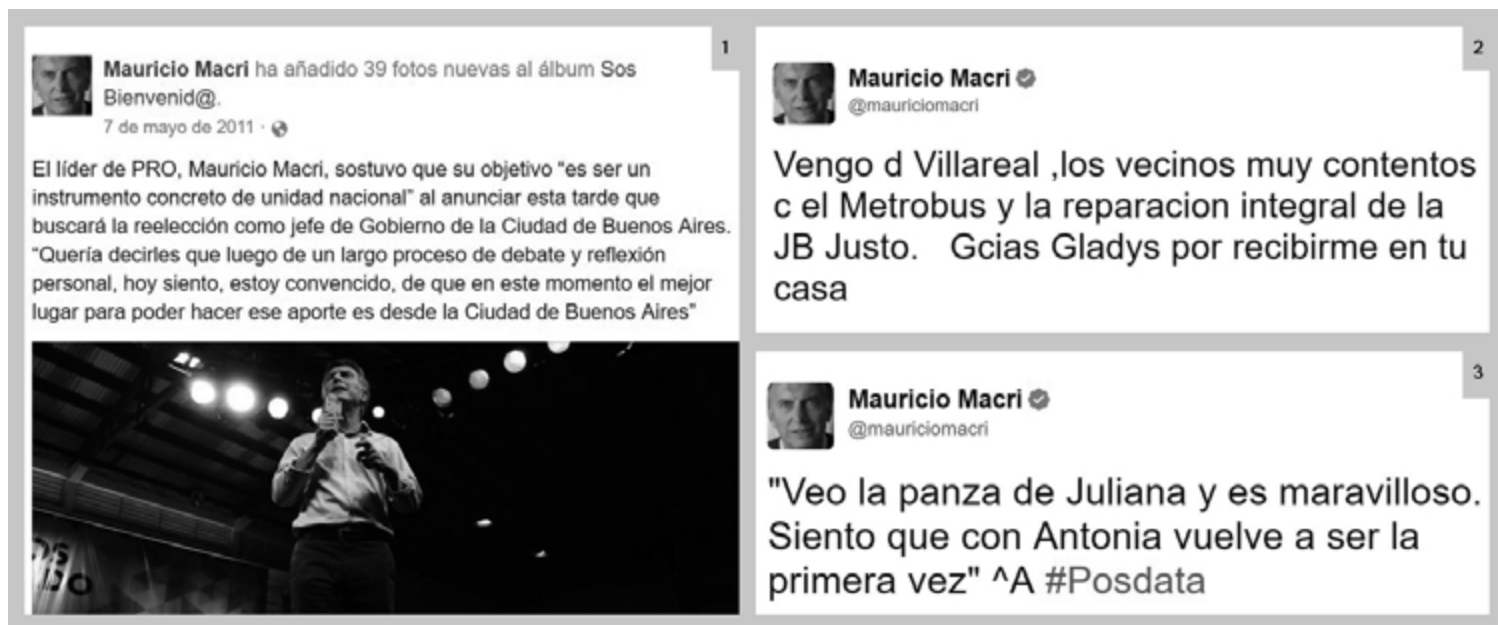 1
Mauricio Macri ha añadido 39 fotos nuevas al álbum Sos
Bienvenid@.
7 de mayo de 2011 ·
El líder de PRO, Mauricio Macri, sostuvo que su objetivo "es ser un
instrumento concreto de unidad nacional" al anunciar esta tarde que
buscará la reelección como jefe de Gobierno de la Ciudad de Buenos Aires.
"Quería decirles que luego de un largo proceso de debate y reflexión
personal, hoy siento, estoy convencido, de que en este momento el mejor
lugar para poder hacer ese aporte es desde la Ciudad de Buenos Aires"
2
Mauricio Macri
@mauriciomacri
Vengo d Villareal ,los vecinos muy contentos
c el Metrobus y la reparacion integral de la
JB Justo. Gcias Gladys por recibirme en tu
casa
3
Mauricio Macri
@mauriciomacri
"Veo la panza de Juliana y es maravilloso.
Siento que con Antonia vuelve a ser la
primera vez" ^A #Posdata